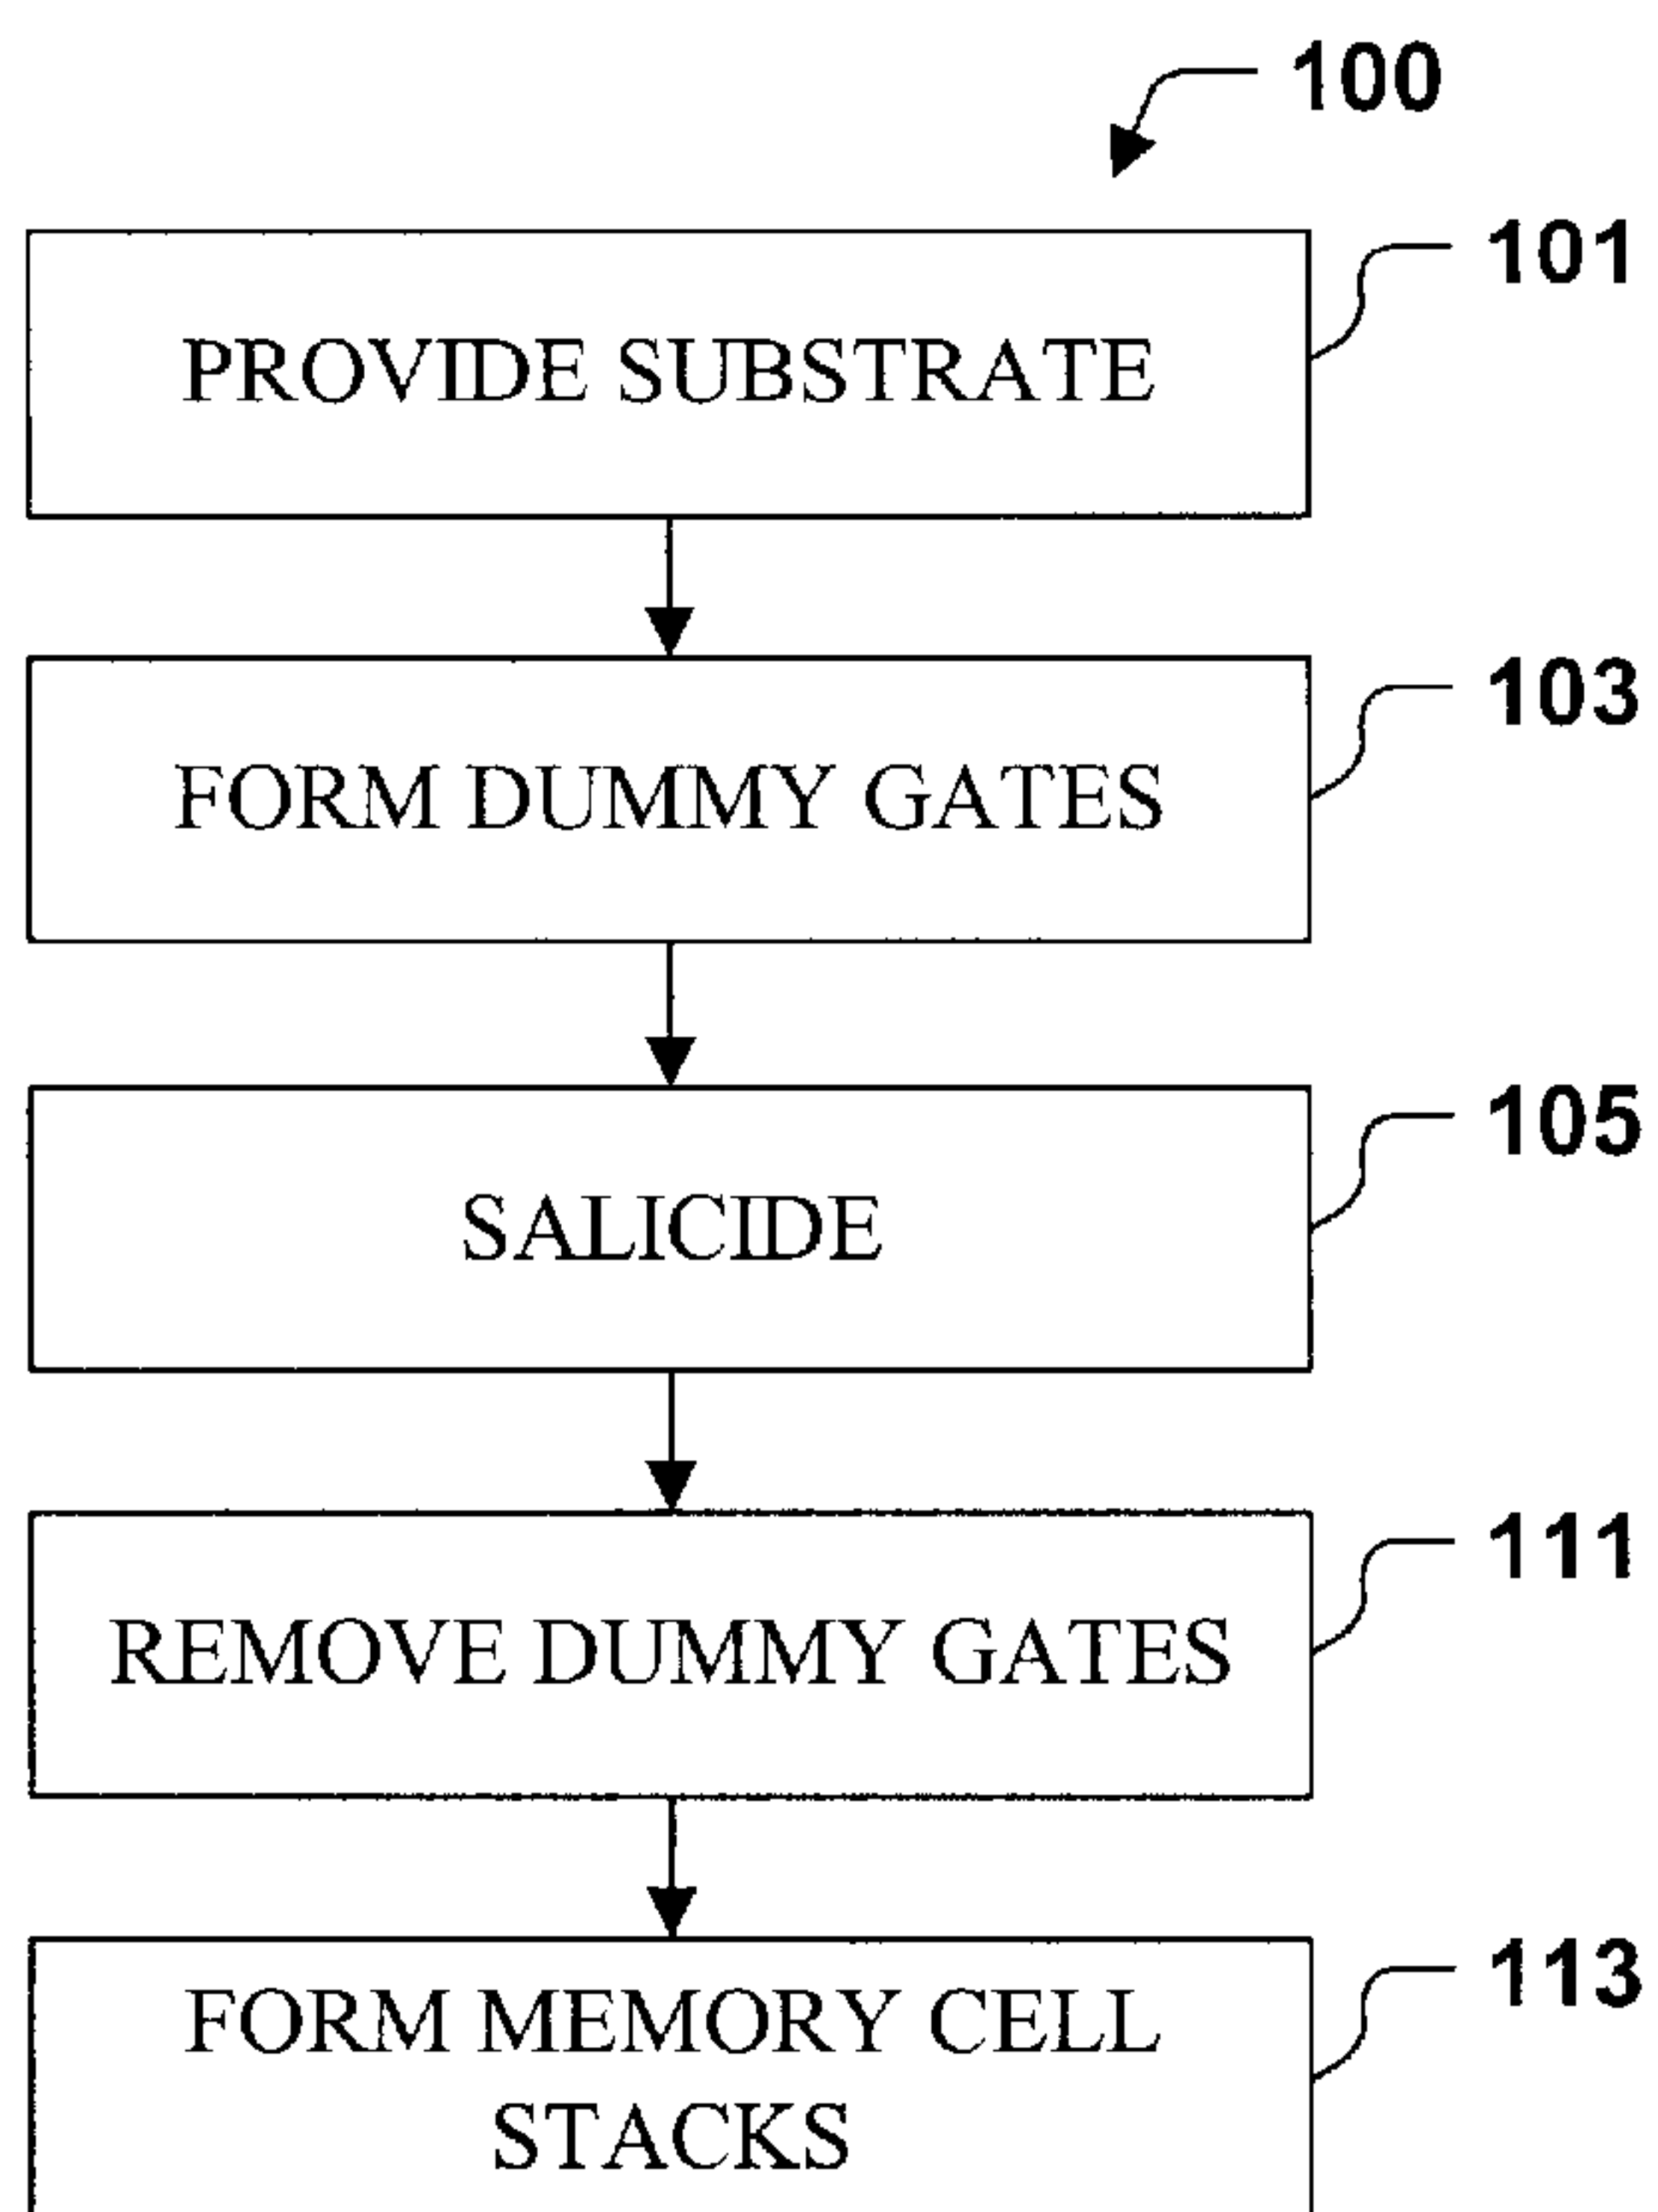 100
101
PROVIDE SUBSTRATE
103
FORM DUMMY GATES
105
SALICIDE
111
REMOVE DUMMY GATES
113
FORM MEMORY CELL
STACKS